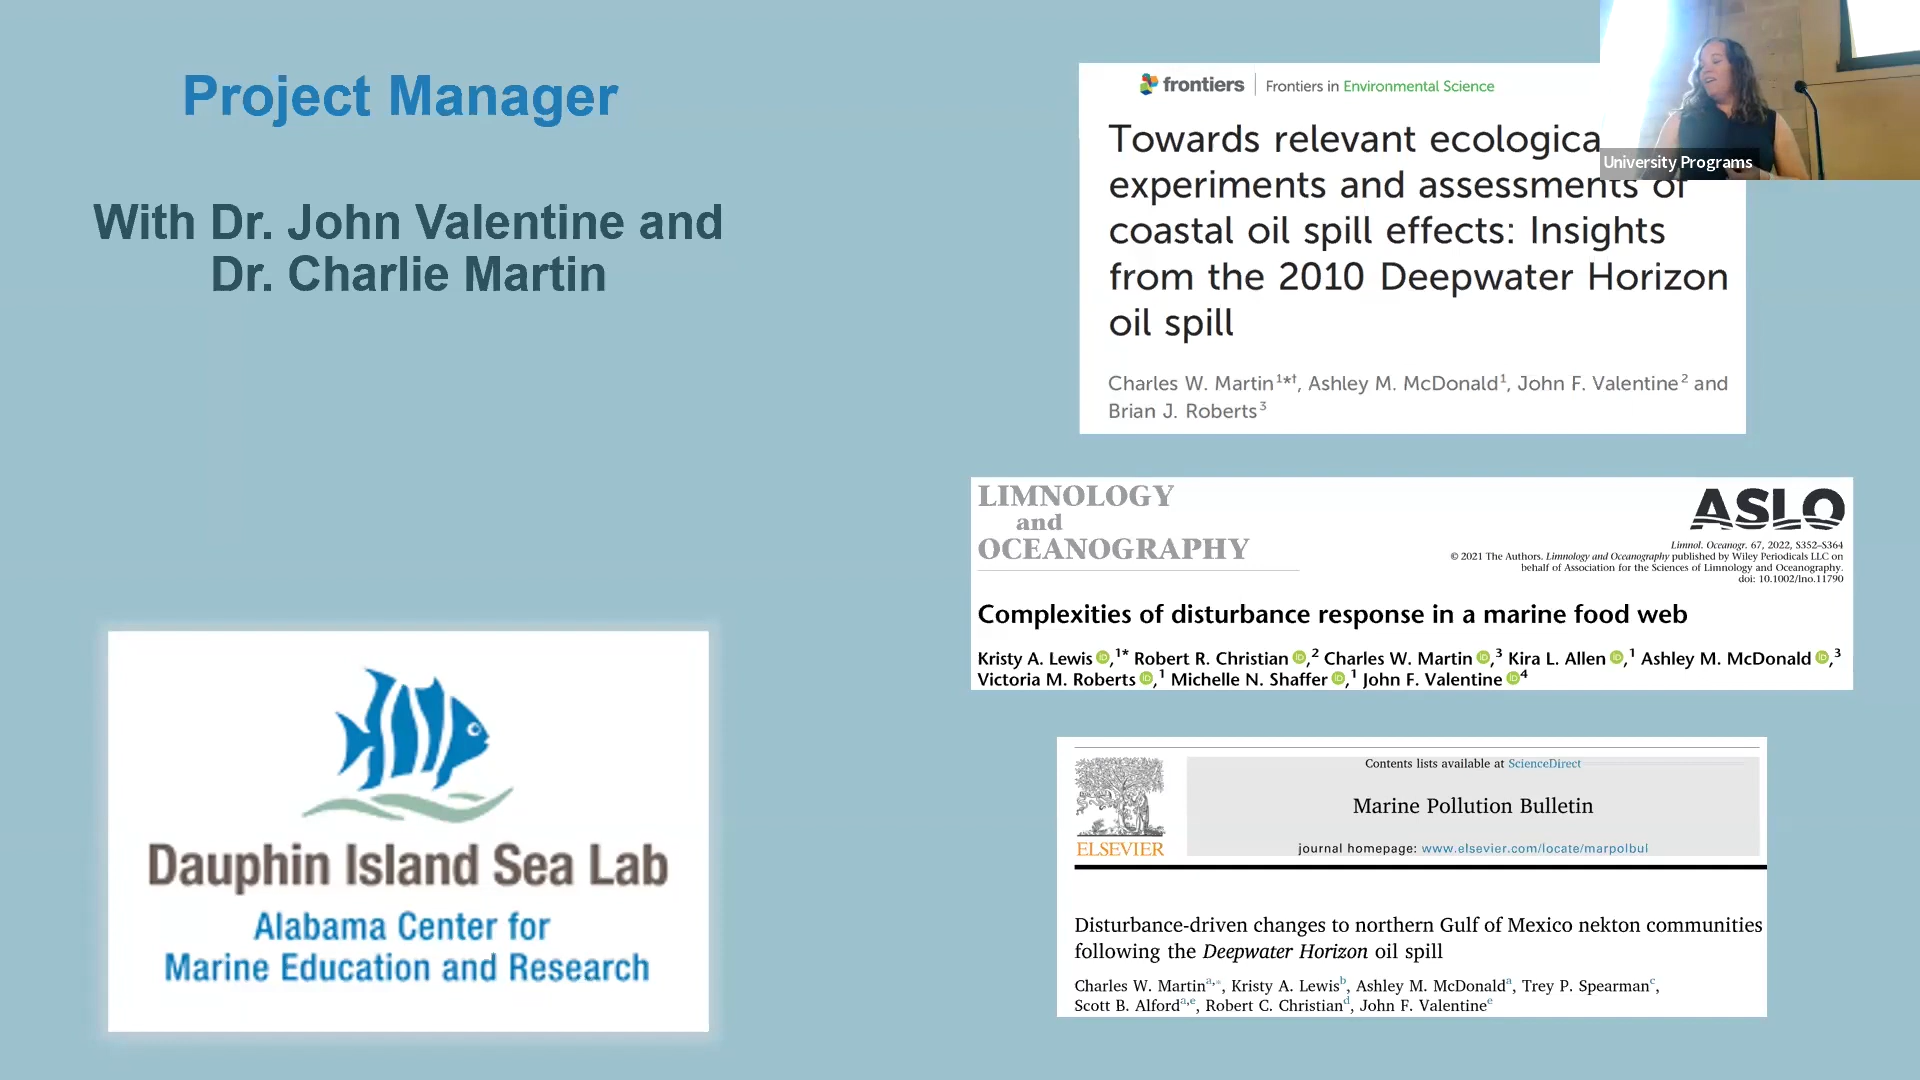 Project Manager
With Dr. John Valentine and
Dr. Charlie Martin
Dauphin Island Sea Lab
Alabama Center for
Marine Education and Research
frontiers | Frontiers in Environmental Science
Towards relevant ecologica
experiments and assessments of
coastal oil spill effects: Insights
from the 2010 Deepwater Horizon
oil spill
Charles W. Martin¹*†, Ashley M. McDonald¹, John F. Valentine² and
Brian J. Roberts³
University Programs
LIMNOLOGY
and
OCEANOGRAPHY
ASLO
Limnol. Oceanogr. 67, 2022, S352–S364
© 2021 The Authors. Limnology and Oceanography published by Wiley Periodicals LLC on
behalf of Association for the Sciences of Limnology and Oceanography.
doi: 10.1002/lno.11790
Complexities of disturbance response in a marine food web
Kristy A. Lewis,¹* Robert R. Christian,² Charles W. Martin,³ Kira L. Allen,¹ Ashley M. McDonald,³
Victoria M. Roberts,¹ Michelle N. Shaffer,¹ John F. Valentine⁴
ELSEVIER
Contents lists available at ScienceDirect
Marine Pollution Bulletin
journal homepage: www.elsevier.com/locate/marpolbul
Disturbance-driven changes to northern Gulf of Mexico nekton communities
following the Deepwater Horizon oil spill
Charles W. Martin a,*, Kristy A. Lewis b, Ashley M. McDonald a, Trey P. Spearman c,
Scott B. Alford a,e, Robert C. Christian d, John F. Valentine e